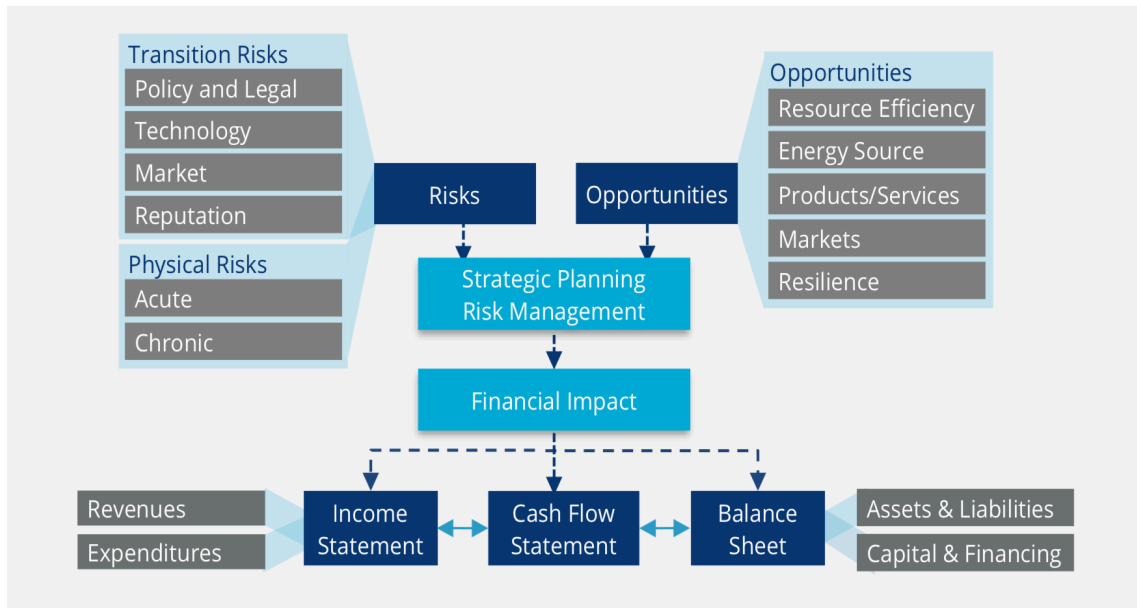 Transition Risks
Policy and Legal
Technology
Market
Reputation
Physical Risks
Acute
Chronic
Risks
Opportunities
Opportunities
Resource Efficiency
Energy Source
Products/Services
Markets
Resilience
Strategic Planning
Risk Management
Financial Impact
Revenues
Expenditures
Income
Statement
Cash Flow
Statement
Balance
Sheet
Assets & Liabilities
Capital & Financing